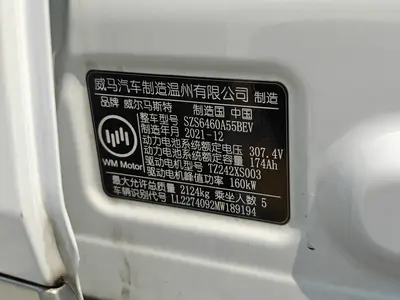 威马汽车制造温州有限公司 制造
品牌 威尔马斯特 制造国 中国
整车型号 SZS6460A55BEV
制造年月 2021-12
动力电池系统额定电压 307.4V
动力电池系统额定容量 174Ah
驱动电机型号 TZ242XS003
驱动电机峰值功率 160kW
WM Motor
最大允许总质量 2124kg 乘坐人数 5
车辆识别代号 LL2274092MW189194